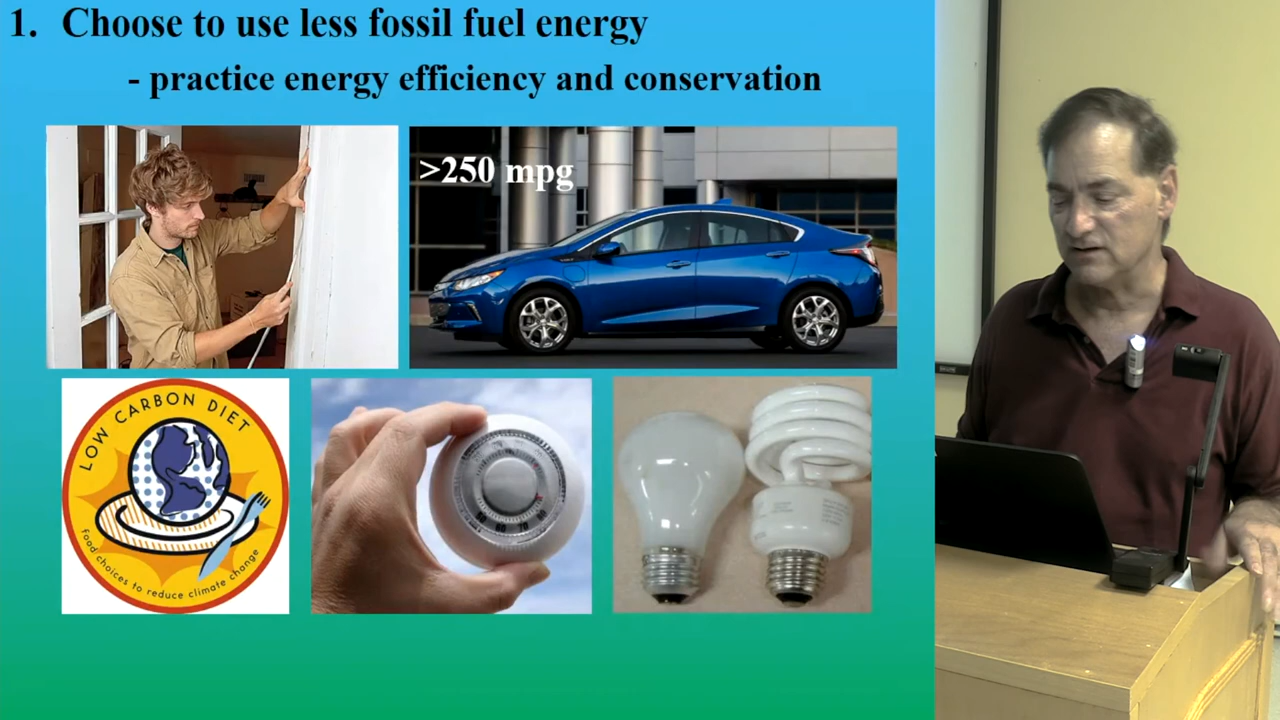 1. Choose to use less fossil fuel energy
- practice energy efficiency and conservation
>250 mpg
LOW CARBON DIET
food choices to reduce climate change